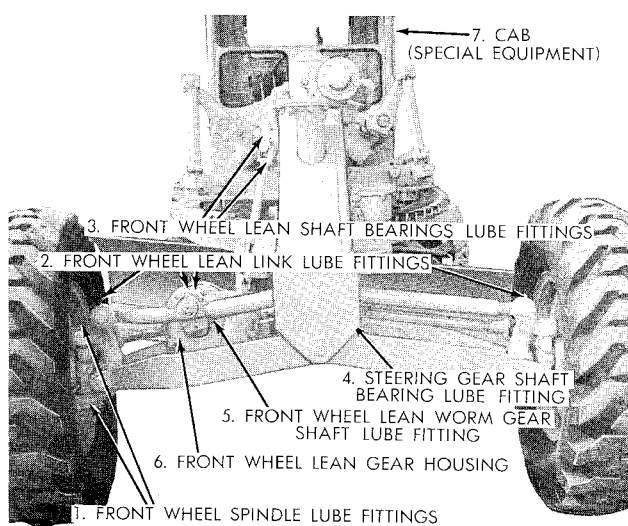 7. CAB
(SPECIAL EQUIPMENT)
3. FRONT WHEEL LEAN SHAFT BEARINGS LUBE FITTINGS
2. FRONT WHEEL LEAN LINK LUBE FITTINGS
4. STEERING GEAR SHAFT
BEARING LUBE FITTING
5. FRONT WHEEL LEAN WORM GEAR
SHAFT LUBE FITTING
6. FRONT WHEEL LEAN GEAR HOUSING
1. FRONT WHEEL SPINDLE LUBE FITTINGS